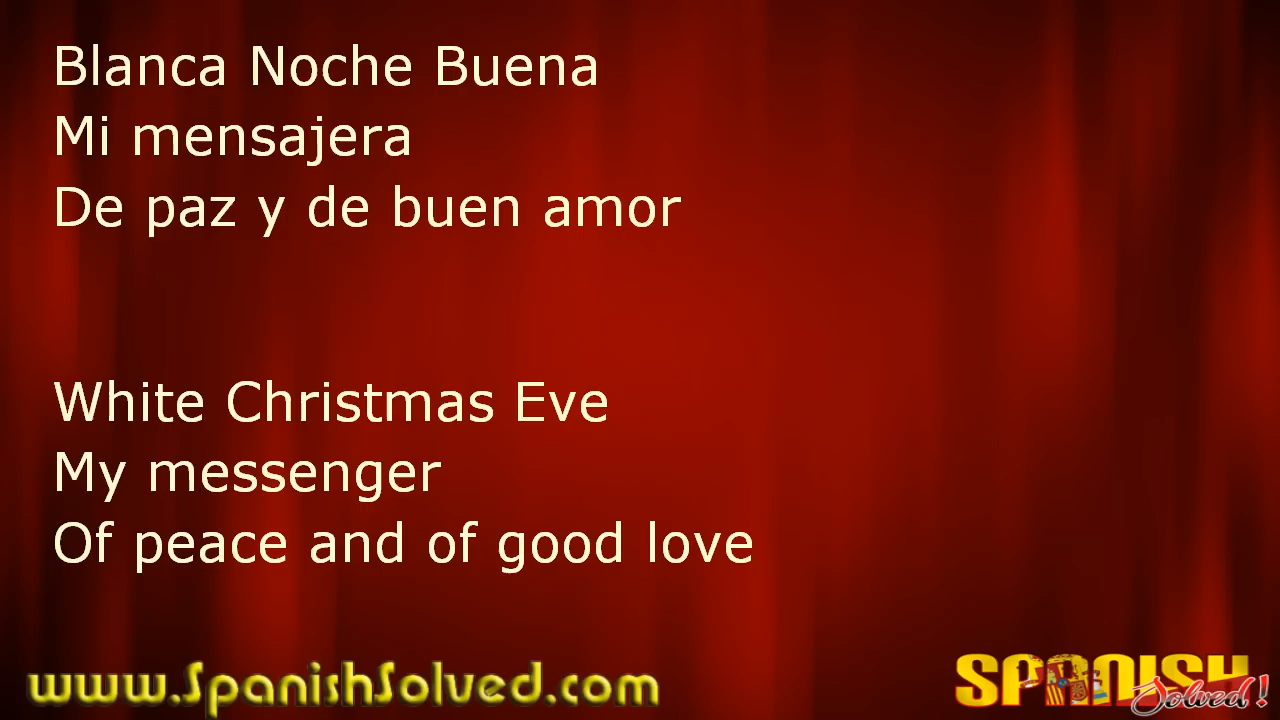 Blanca Noche Buena
Mi mensajera
De paz y de buen amor
White Christmas Eve
My messenger
Of peace and of good love
www.SpanishSolved.com
SPANISH
Solved!